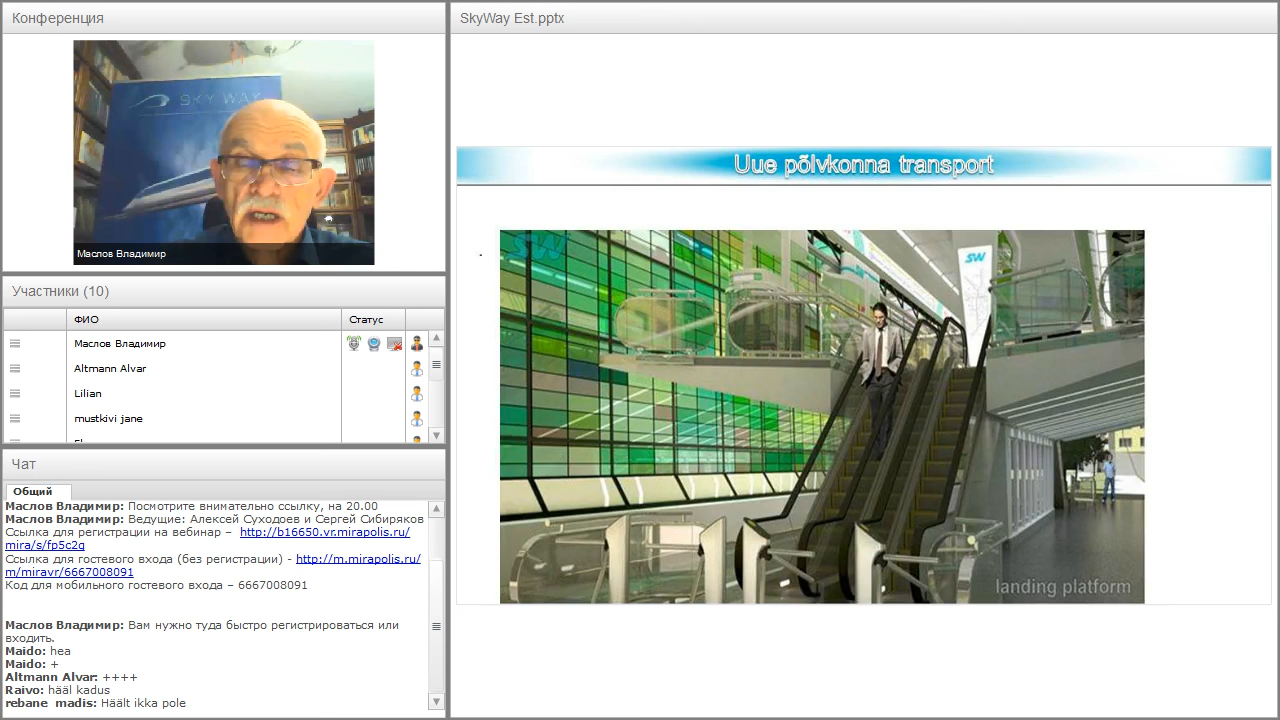 Конференция
SKY WAY
Маслов Владимир
Участники (10)
ФИО
Статус
Маслов Владимир
Altmann Alvar
Lilian
mustkivi jane
Чат
Общий
Маслов Владимир: Посмотрите внимательно ссылку, на 20.00
Маслов Владимир: Ведущие: Алексей Суходоев и Сергей Сибиряков
Ссылка для регистрации на вебинар – http://b16650.vr.mirapolis.ru/
mira/s/fp5c2q
Ссылка для гостевого входа (без регистрации) - http://m.mirapolis.ru/
m/miravr/6667008091
Код для мобильного гостевого входа – 6667008091
Маслов Владимир: Вам нужно туда быстро регистрироваться или
входить.
Maido: hea
Maido: +
Altmann Alvar: ++++
Raivo: hääl kadus
rebane madis: Häält ikka pole
SkyWay Est.pptx
Uue põlvkonna transport
SW
SW
landing platform